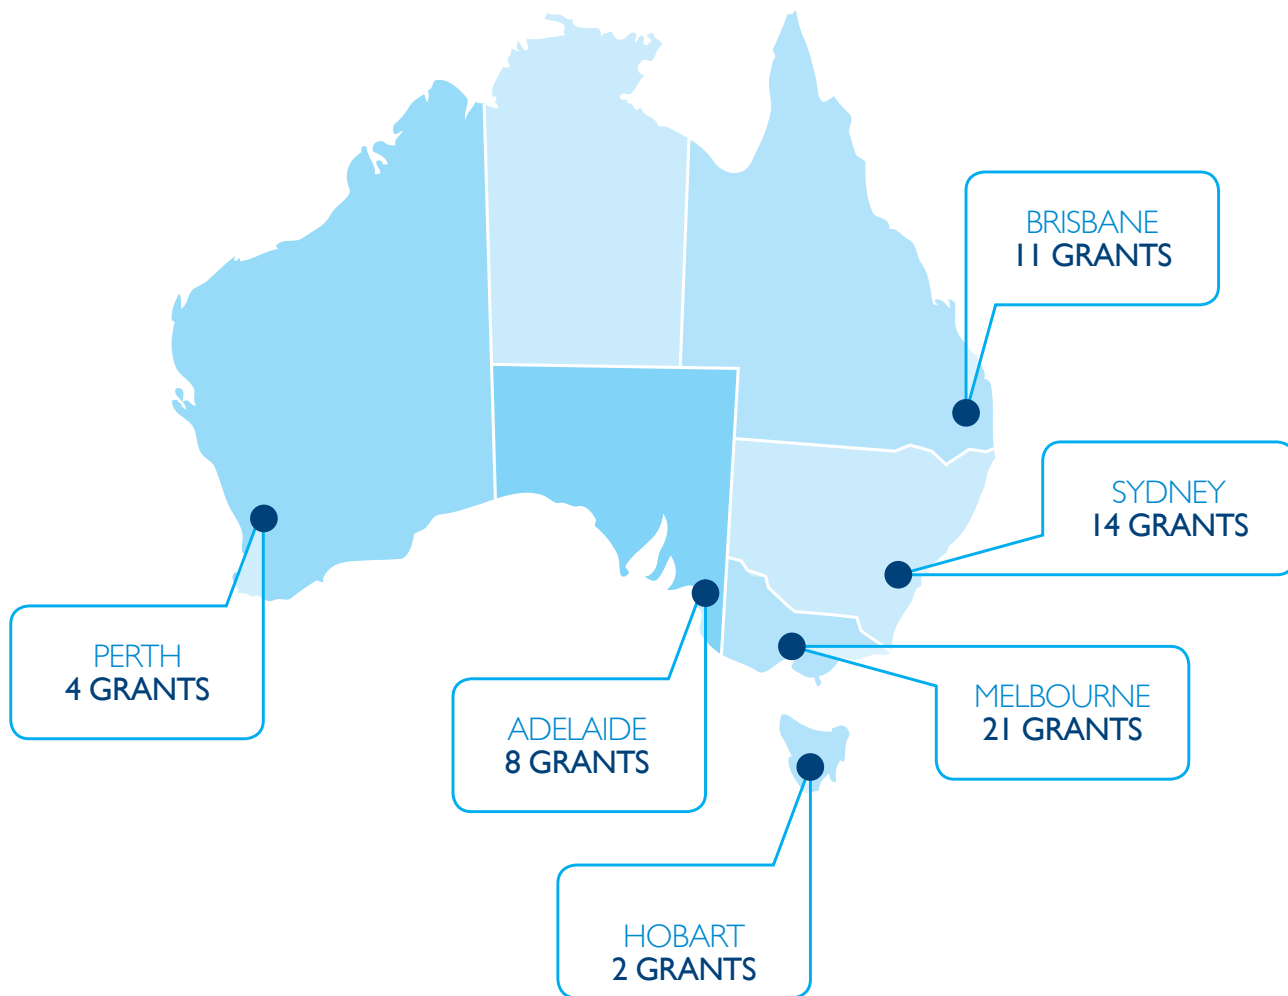 BRISBANE
11 GRANTS
SYDNEY
14 GRANTS
PERTH
4 GRANTS
ADELAIDE
8 GRANTS
MELBOURNE
21 GRANTS
HOBART
2 GRANTS